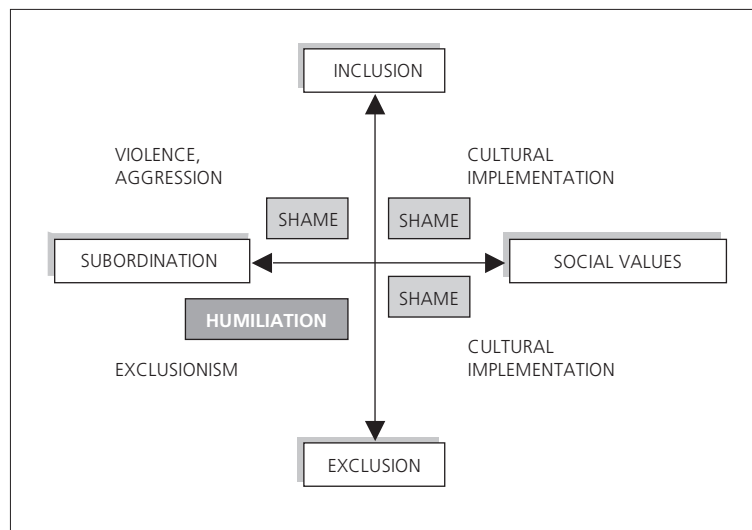 INCLUSION
VIOLENCE,
AGGRESSION
CULTURAL
IMPLEMENTATION
SHAME
SHAME
SUBORDINATION
SOCIAL VALUES
SHAME
HUMILIATION
EXCLUSIONISM
CULTURAL
IMPLEMENTATION
EXCLUSION